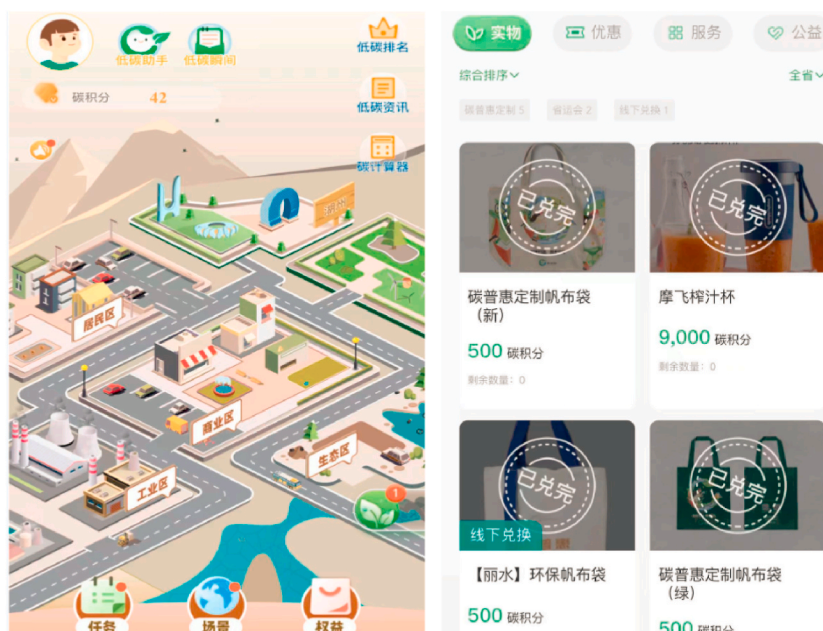 低碳助手
低碳瞬间
低碳排名
碳积分 42
低碳资讯
碳计算器
居民区
商业区
生态区
工业区
1
任务
场景
权益
实物
优惠
服务
公益
综合排序
全省
碳普惠定制 5
省运会 2
线下兑换 1
已兑完
已兑完
碳普惠定制帆布袋
（新）
500 碳积分
剩余数量：0
摩飞榨汁杯
9,000 碳积分
剩余数量：0
已兑完
线下兑换
已兑完
【丽水】环保帆布袋
500 碳积分
碳普惠定制帆布袋
（绿）
500 碳积分